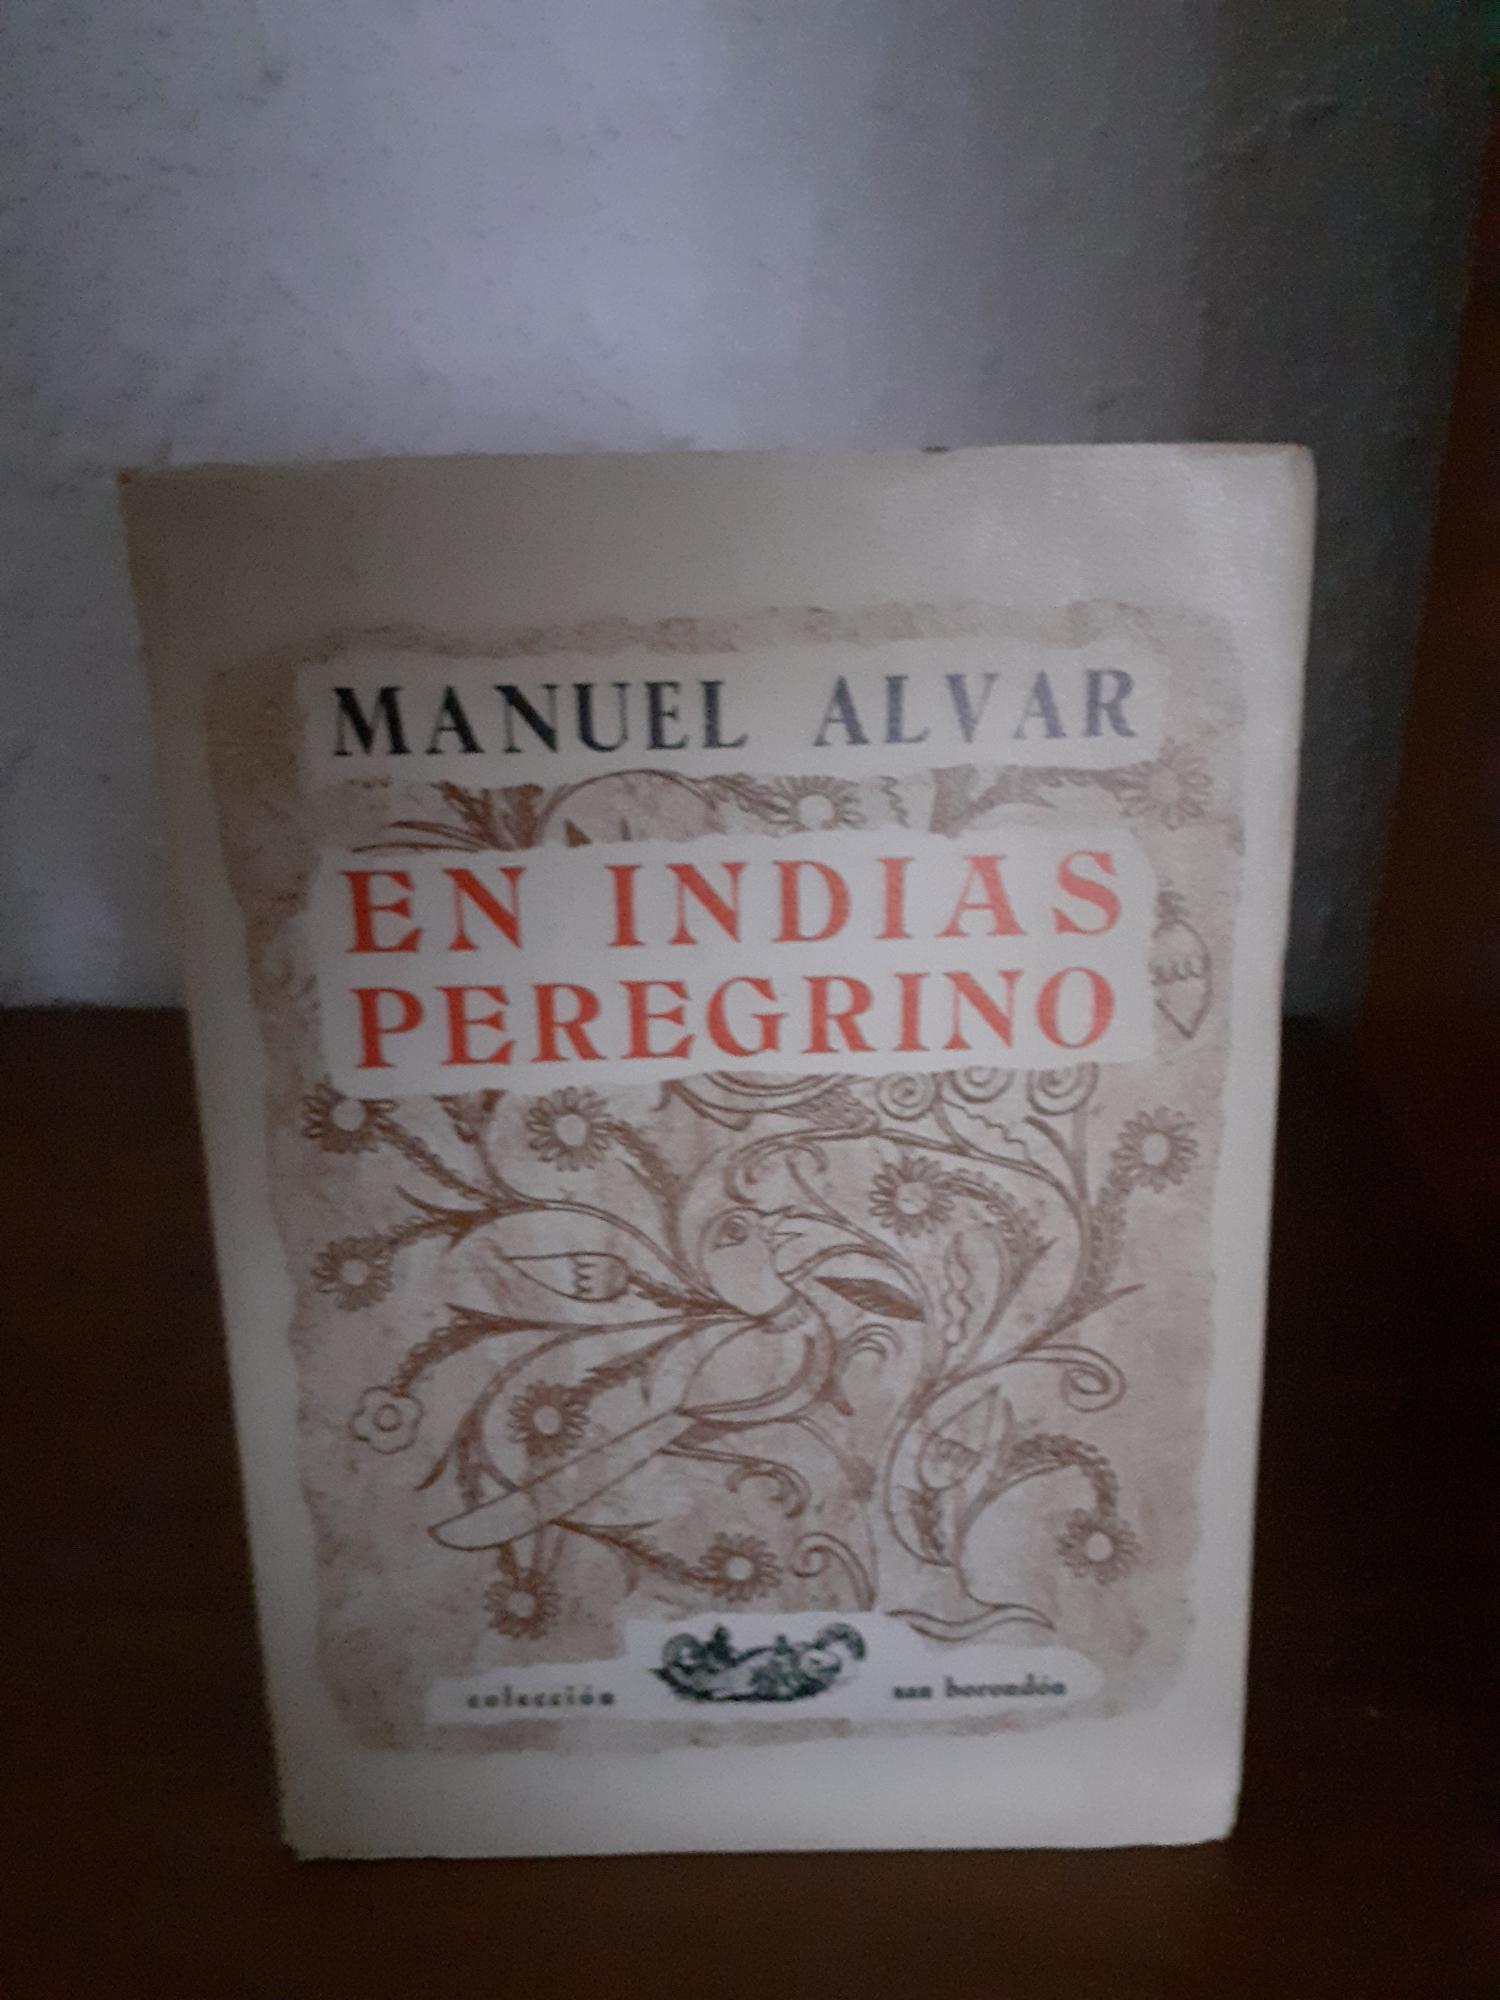 MANUEL ALVAR
EN INDIAS
PEREGRINO
colección san borondón